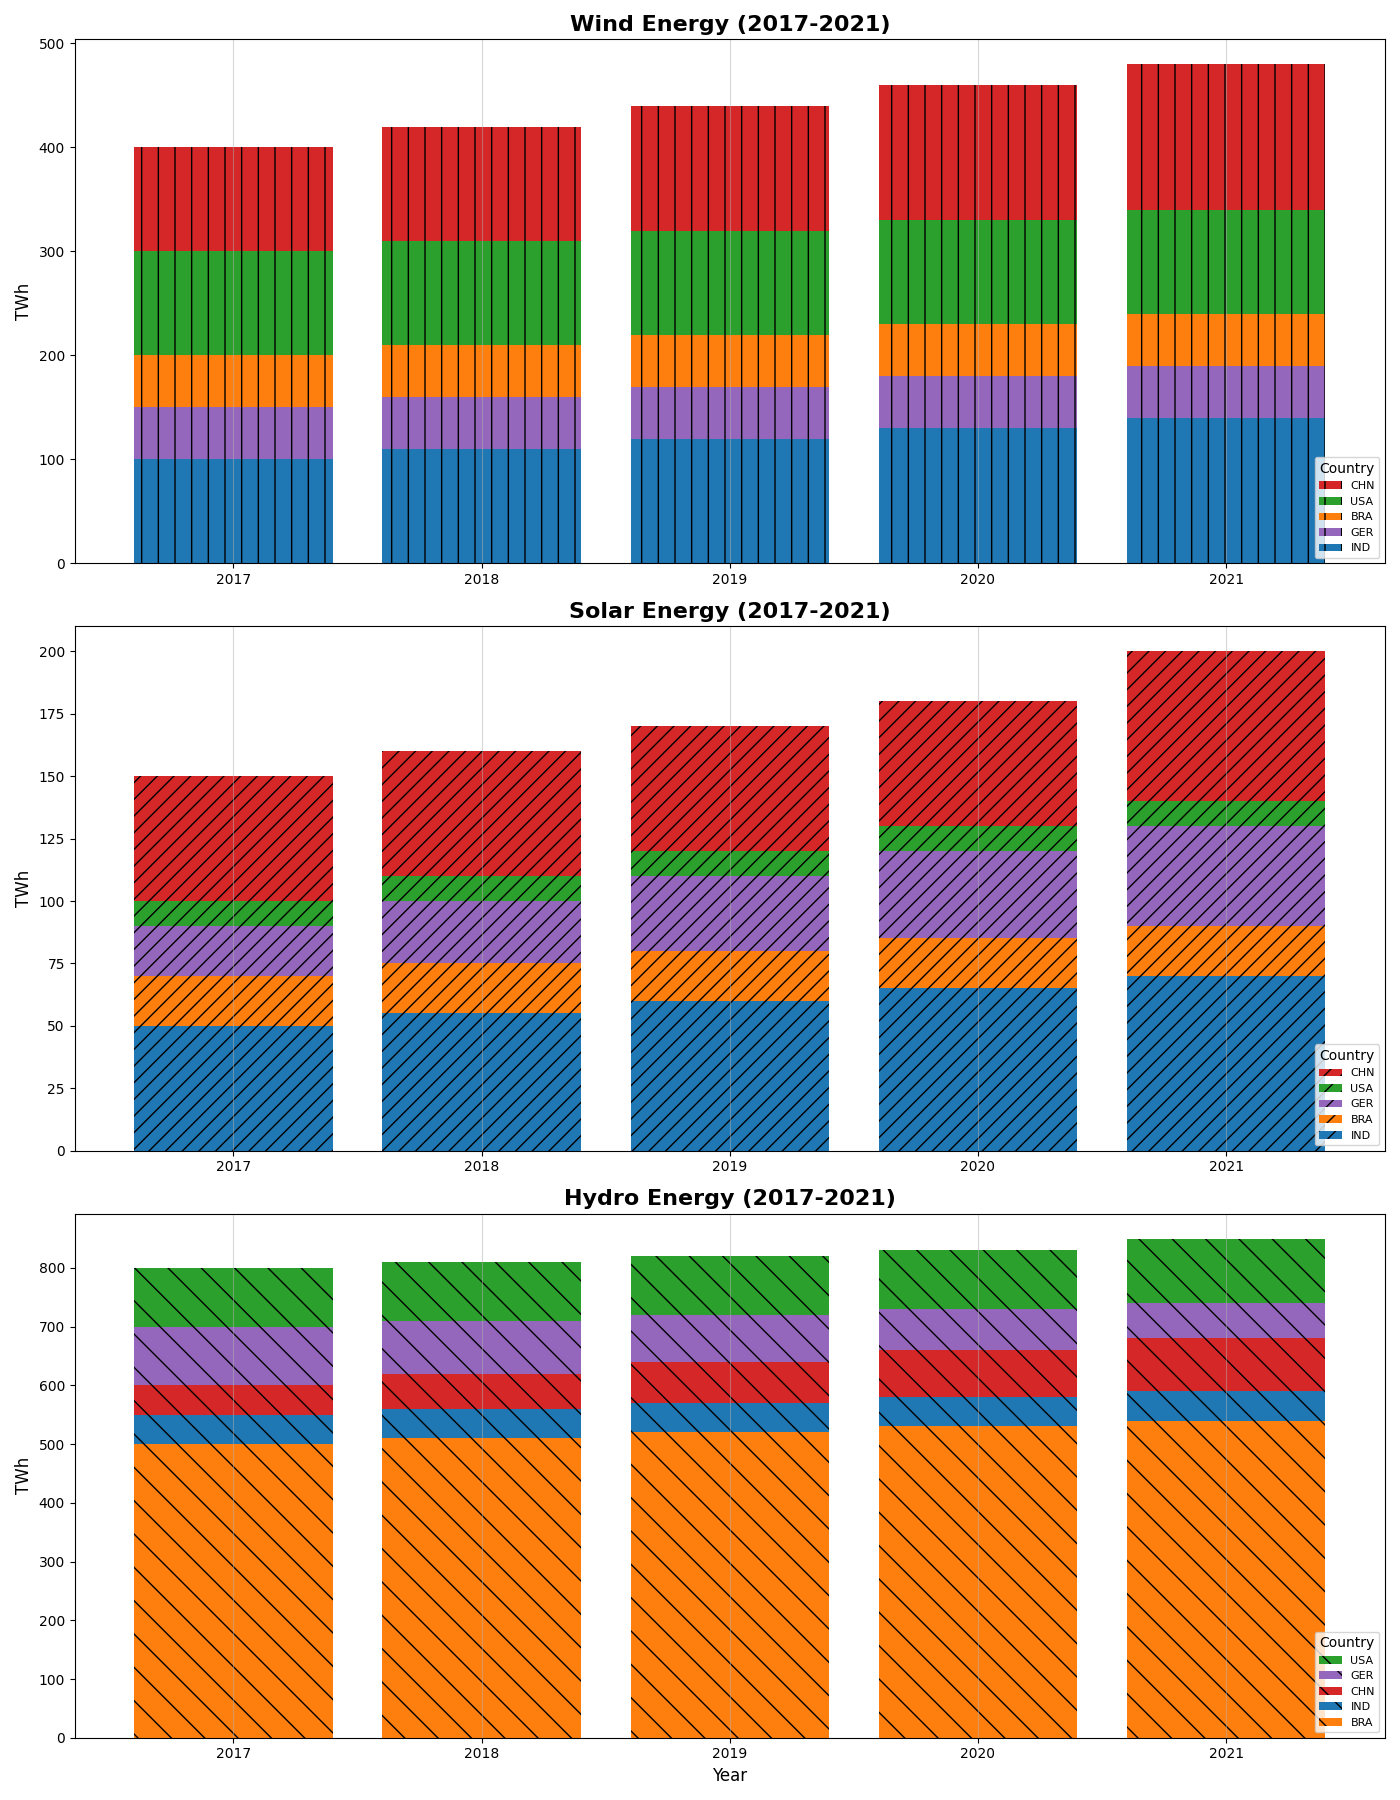 Wind Energy (2017-2021)
500
400
300
200
100
0
TWh
2017 2018 2019 2020 2021
Country
CHN
USA
BRA
GER
IND
Solar Energy (2017-2021)
200
175
150
125
100
75
50
25
0
TWh
2017 2018 2019 2020 2021
Country
CHN
USA
GER
BRA
IND
Hydro Energy (2017-2021)
800
700
600
500
400
300
200
100
0
TWh
2017 2018 2019 2020 2021
Country
USA
GER
CHN
IND
BRA
Year